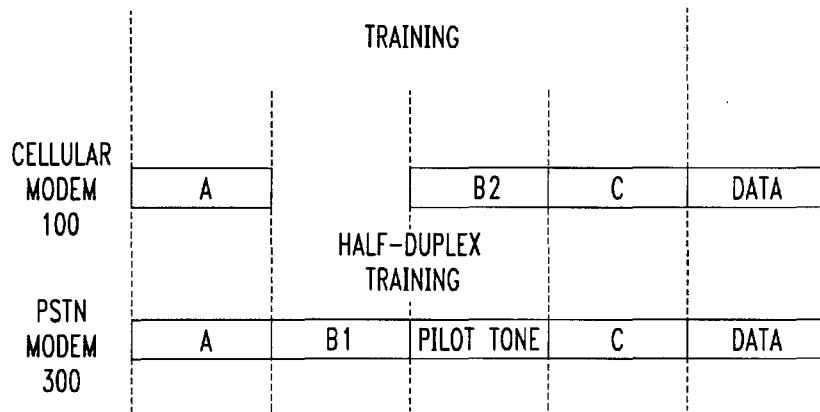 TRAINING
CELLULAR
MODEM
100
A
B2
C
DATA
HALF-DUPLEX
TRAINING
PSTN
MODEM
300
A
B1
PILOT TONE
C
DATA